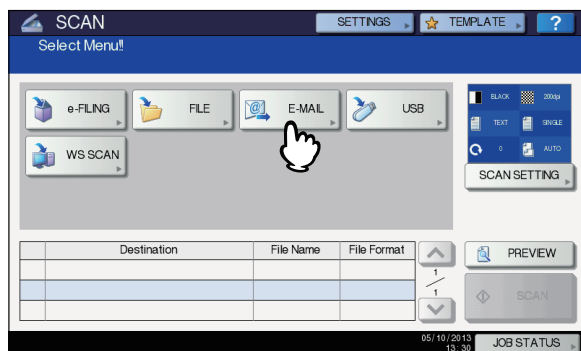 SCAN
SETTINGS
TEMPLATE
?
Select Menu!!
e-FILING
FILE
E-MAIL
USB
WS SCAN
BLACK
200dpi
TEXT
SINGLE
0
AUTO
SCAN SETTING
Destination
File Name
File Format
1
1
PREVIEW
SCAN
05/10/2013
13:30
JOB STATUS